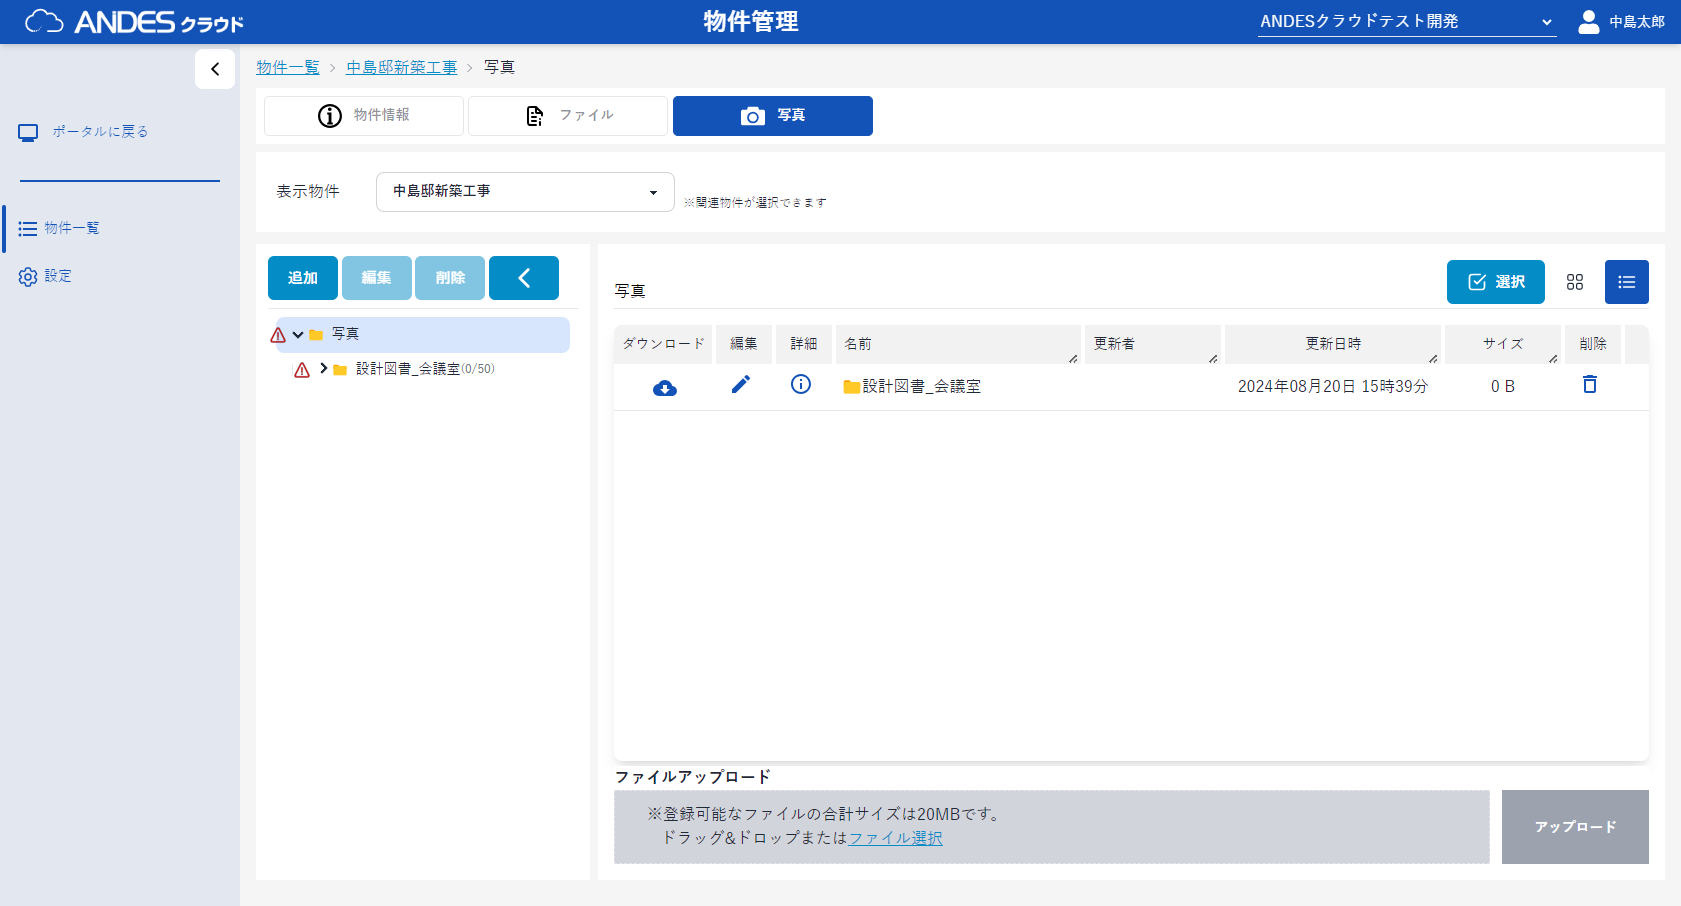 ANDES クラウド
物件管理
ANDESクラウドテスト開発
中島太郎
ポータルに戻る
物件一覧
設定
物件一覧 > 中島邸新築工事 > 写真
物件情報
ファイル
写真
表示物件
中島邸新築工事
※関連物件が選択できます
追加
編集
削除
写真
設計図書_会議室(0/50)
写真
選択
ダウンロード 編集 詳細 名前 更新者 更新日時 サイズ 削除
設計図書_会議室 2024年08月20日 15時39分 0 B
ファイルアップロード
※登録可能なファイルの合計サイズは20MBです。
ドラッグ&ドロップまたはファイル選択
アップロード